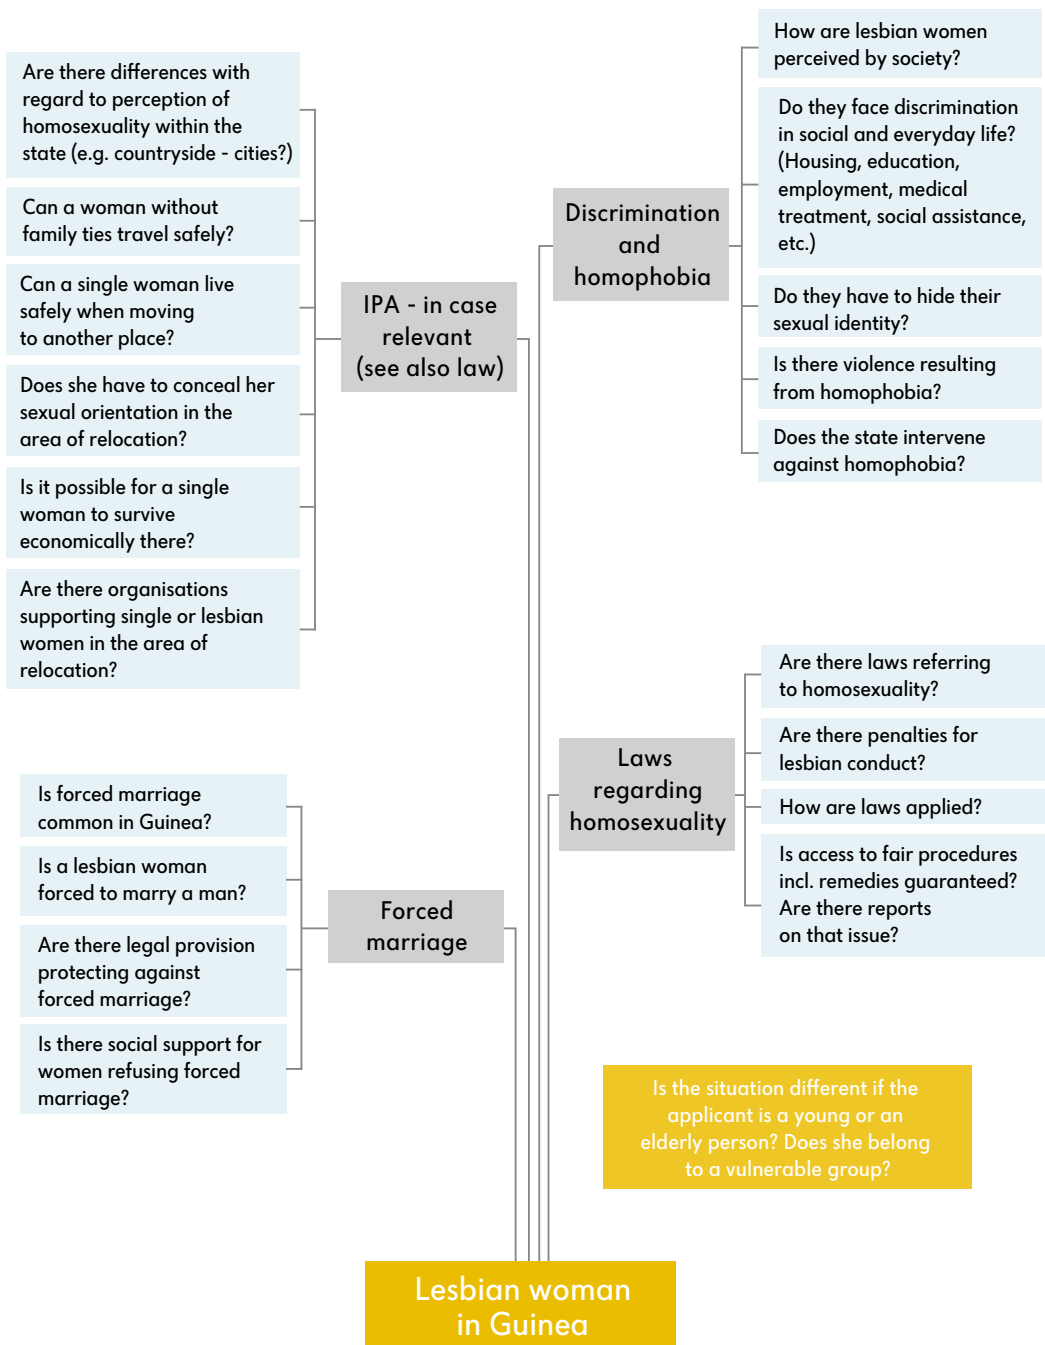 Are there differences with
regard to perception of
homosexuality within the
state (e.g. countryside - cities?)
Can a woman without
family ties travel safely?
Can a single woman live
safely when moving
to another place?
Does she have to conceal her
sexual orientation in the
area of relocation?
Is it possible for a single
woman to survive
economically there?
Are there organisations
supporting single or lesbian
women in the area of
relocation?
IPA - in case
relevant
(see also law)
How are lesbian women
perceived by society?
Do they face discrimination
in social and everyday life?
(Housing, education,
employment, medical
treatment, social assistance,
etc.)
Do they have to hide their
sexual identity?
Is there violence resulting
from homophobia?
Does the state intervene
against homophobia?
Discrimination
and
homophobia
Is forced marriage
common in Guinea?
Is a lesbian woman
forced to marry a man?
Are there legal provision
protecting against
forced marriage?
Is there social support for
women refusing forced
marriage?
Forced
marriage
Are there laws referring
to homosexuality?
Are there penalties for
lesbian conduct?
How are laws applied?
Is access to fair procedures
incl. remedies guaranteed?
Are there reports
on that issue?
Laws
regarding
homosexuality
Is the situation different if the
applicant is a young or an
elderly person? Does she belong
to a vulnerable group?
Lesbian woman
in Guinea